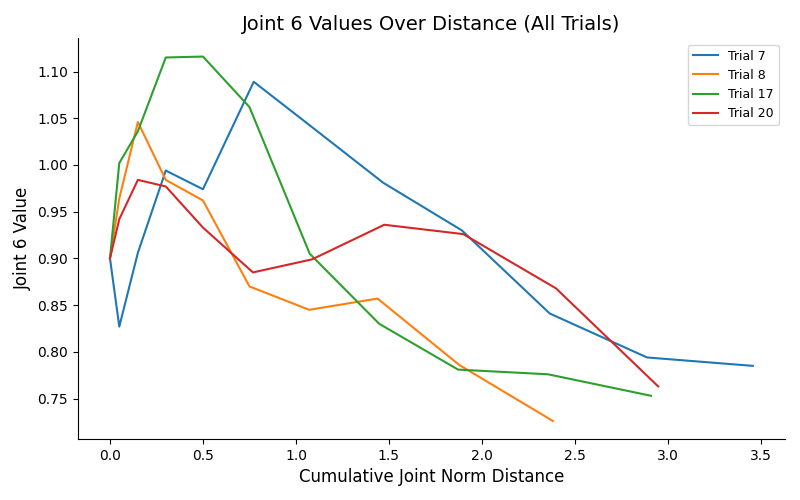 Joint 6 Values Over Distance (All Trials)
Trial 7
Trial 8
Trial 17
Trial 20
Joint 6 Value
1.10
1.05
1.00
0.95
0.90
0.85
0.80
0.75
0.0 0.5 1.0 1.5 2.0 2.5 3.0 3.5
Cumulative Joint Norm Distance